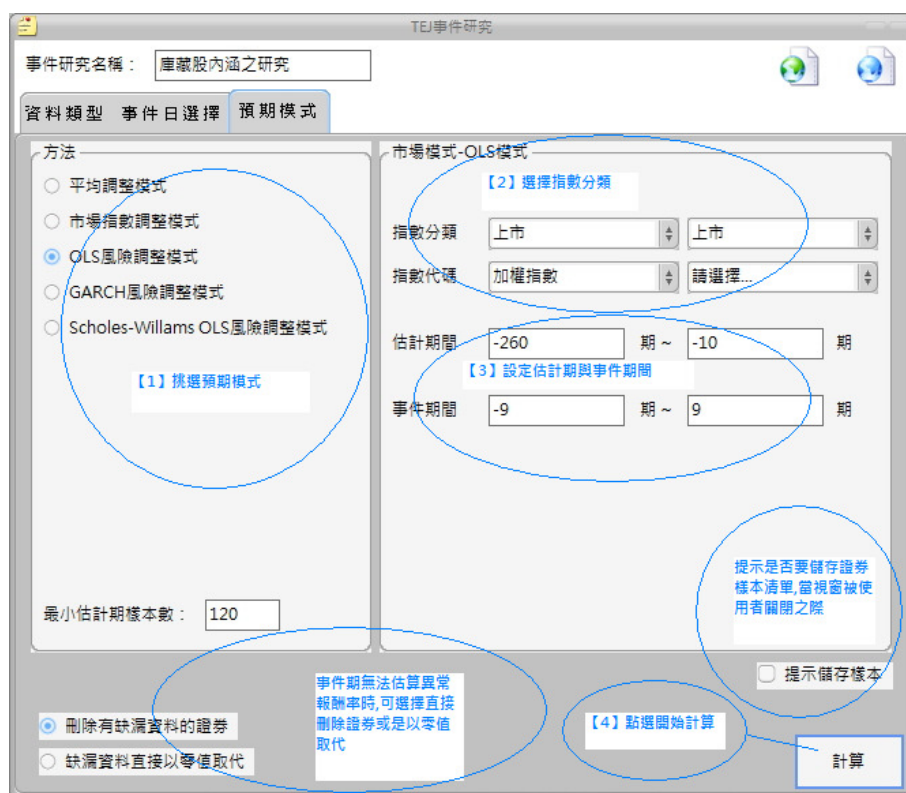 TEJ事件研究
事件研究名稱： 庫藏股內涵之研究
資料類型 事件日選擇 預期模式
方法
平均調整模式
市場指數調整模式
OLS風險調整模式
GARCH風險調整模式
Scholes-Willams OLS風險調整模式
【1】挑選預期模式
最小估計期樣本數： 120
市場模式-OLS模式
【2】選擇指數分類
指數分類 上市 上市
指數代碼 加權指數 請選擇...
估計期間 -260 期 ~ -10 期
【3】設定估計期與事件期間
事件期間 -9 期 ~ 9 期
提示是否要儲存證券
樣本清單,當視窗被使
用者關閉之際
提示儲存樣本
刪除有缺漏資料的證券
缺漏資料直接以零值取代
事件期無法估算異常
報酬率時,可選擇直接
刪除證券或是以零值
取代
【4】點選開始計算
計算